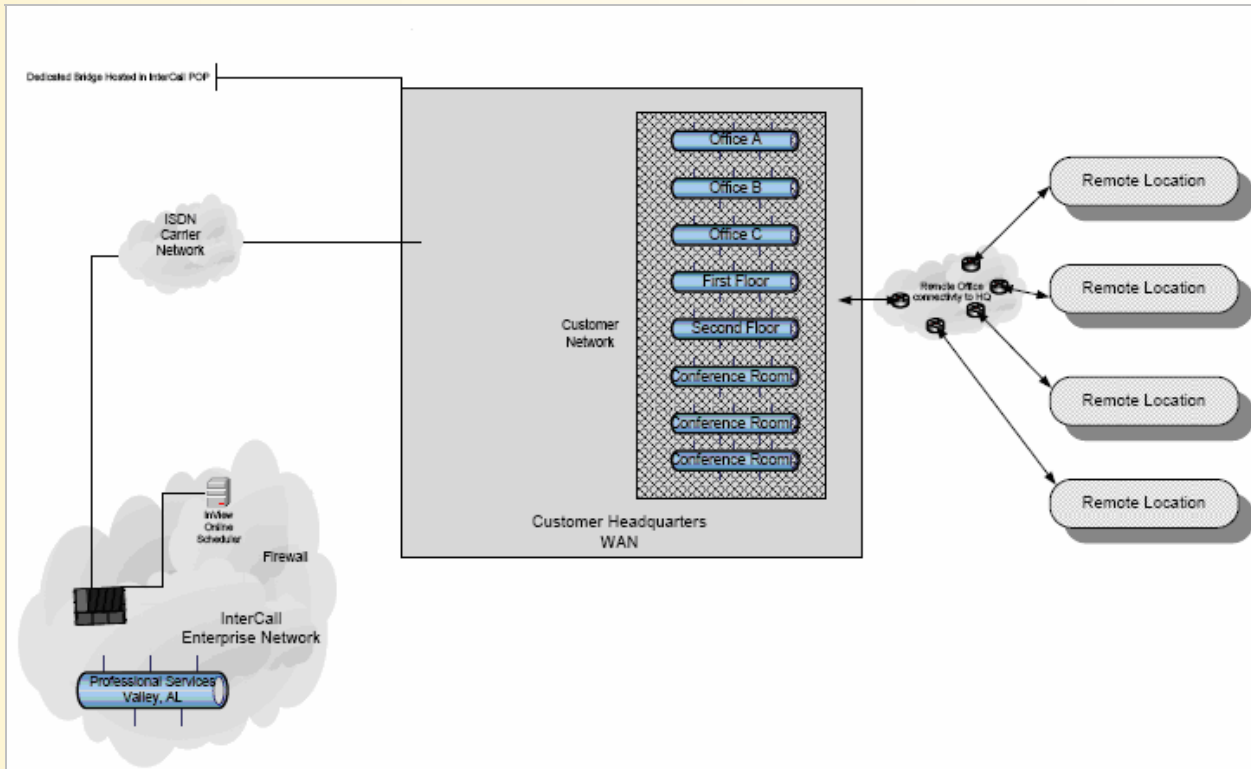 Dedicated Bridge Hosted in InterCall POP
ISDN
Carrier
Network
InView
Online
Scheduler
Firewall
InterCall
Enterprise Network
Professional Services
Valley, AL
Customer
Network
Office A
Office B
Office C
First Floor
Second Floor
Conference Room
Conference Room
Conference Room
Customer Headquarters
WAN
Remote Office
connectivity to HQ
Remote Location
Remote Location
Remote Location
Remote Location